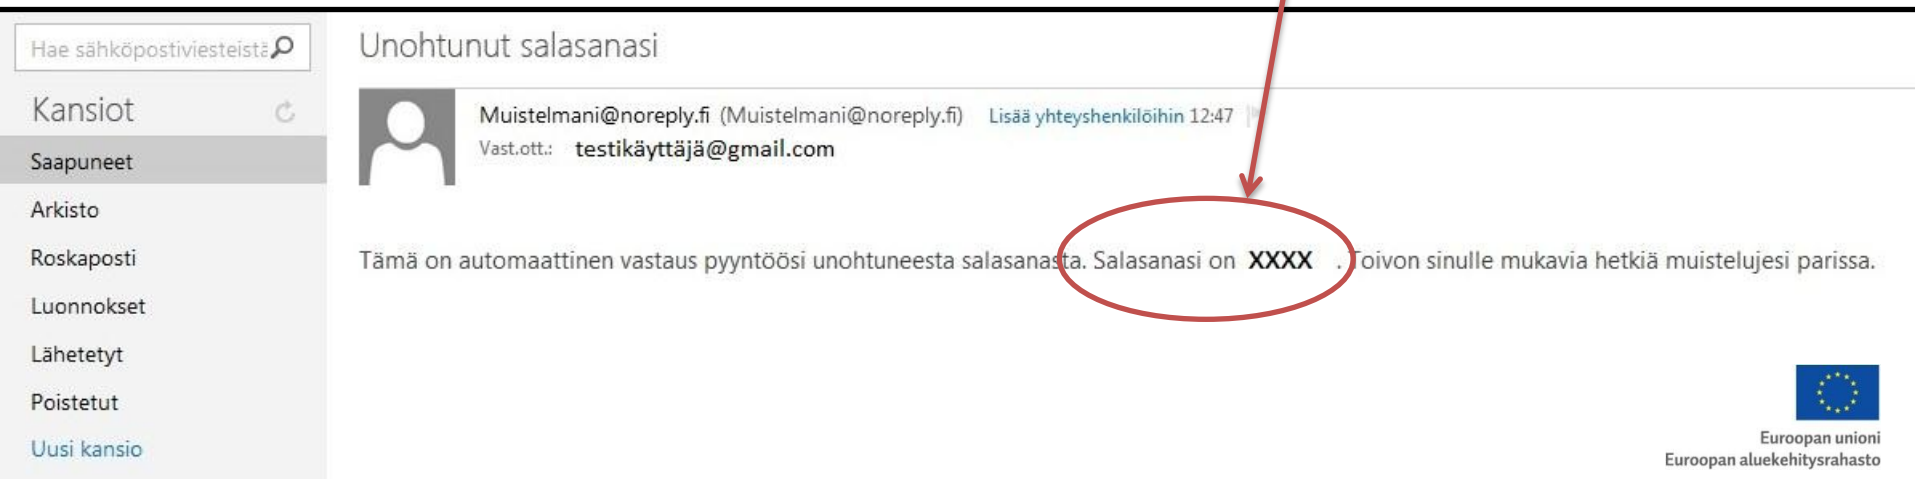 Hae sähköpostiviesteistä
Kansiot
Saapuneet
Arkisto
Roskaposti
Luonnokset
Lähetetyt
Poistetut
Uusi kansio
Unohtunut salasanasi
Muistelmani@noreply.fi (Muistelmani@noreply.fi) Lisää yhteyshenkilöihin 12:47
Vast.ott.: testikäyttäjä@gmail.com
Tämä on automaattinen vastaus pyyntöösi unohtuneesta salasanasta. Salasanasi on XXXX . Toivon sinulle mukavia hetkiä muistelujesi parissa.
Euroopan unioni
Euroopan aluekehitysrahasto